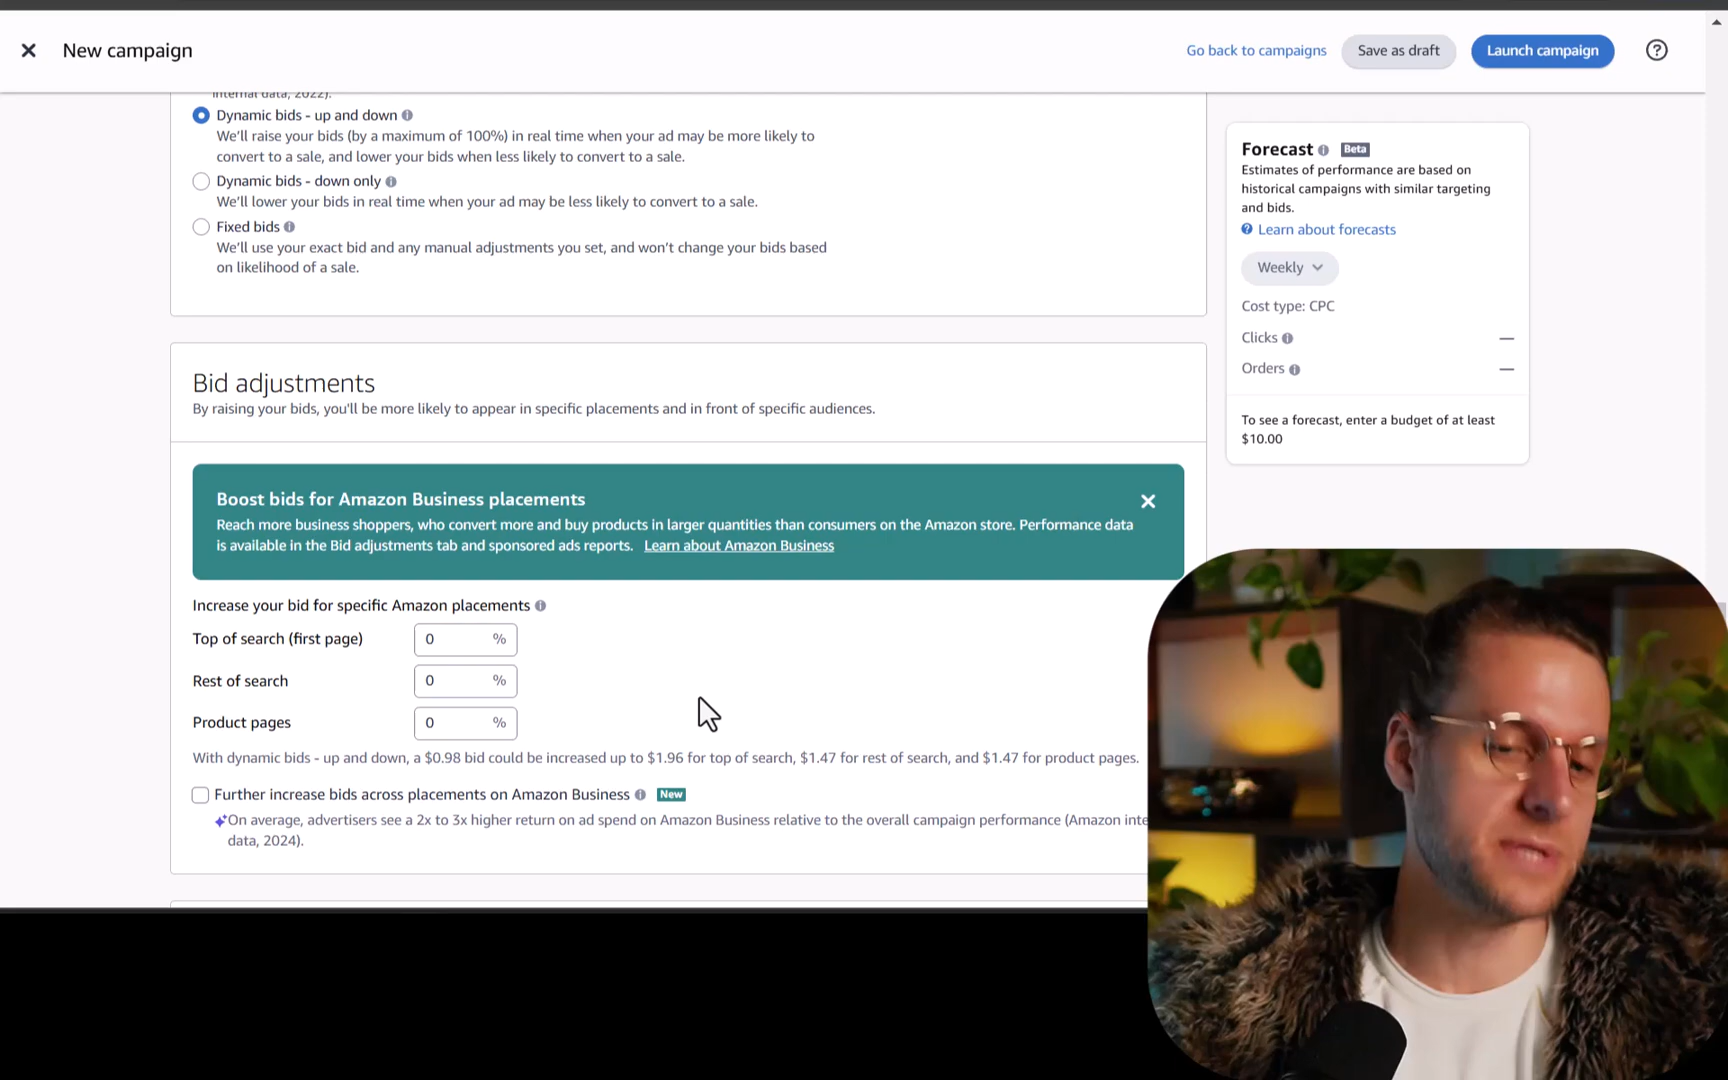 New campaign
Go back to campaigns
Save as draft
Launch campaign
internal data, 2022).
Dynamic bids - up and down
We'll raise your bids (by a maximum of 100%) in real time when your ad may be more likely to
convert to a sale, and lower your bids when less likely to convert to a sale.
Dynamic bids - down only
We'll lower your bids in real time when your ad may be less likely to convert to a sale.
Fixed bids
We'll use your exact bid and any manual adjustments you set, and won't change your bids based
on likelihood of a sale.
Forecast Beta
Estimates of performance are based on
historical campaigns with similar targeting
and bids.
Learn about forecasts
Weekly
Cost type: CPC
Clicks —
Orders —
To see a forecast, enter a budget of at least
$10.00
Bid adjustments
By raising your bids, you'll be more likely to appear in specific placements and in front of specific audiences.
Boost bids for Amazon Business placements
Reach more business shoppers, who convert more and buy products in larger quantities than consumers on the Amazon store. Performance data
is available in the Bid adjustments tab and sponsored ads reports. Learn about Amazon Business
Increase your bid for specific Amazon placements
Top of search (first page) 0 %
Rest of search 0 %
Product pages 0 %
With dynamic bids - up and down, a $0.98 bid could be increased up to $1.96 for top of search, $1.47 for rest of search, and $1.47 for product pages.
Further increase bids across placements on Amazon Business New
On average, advertisers see a 2x to 3x higher return on ad spend on Amazon Business relative to the overall campaign performance (Amazon inte
data, 2024).